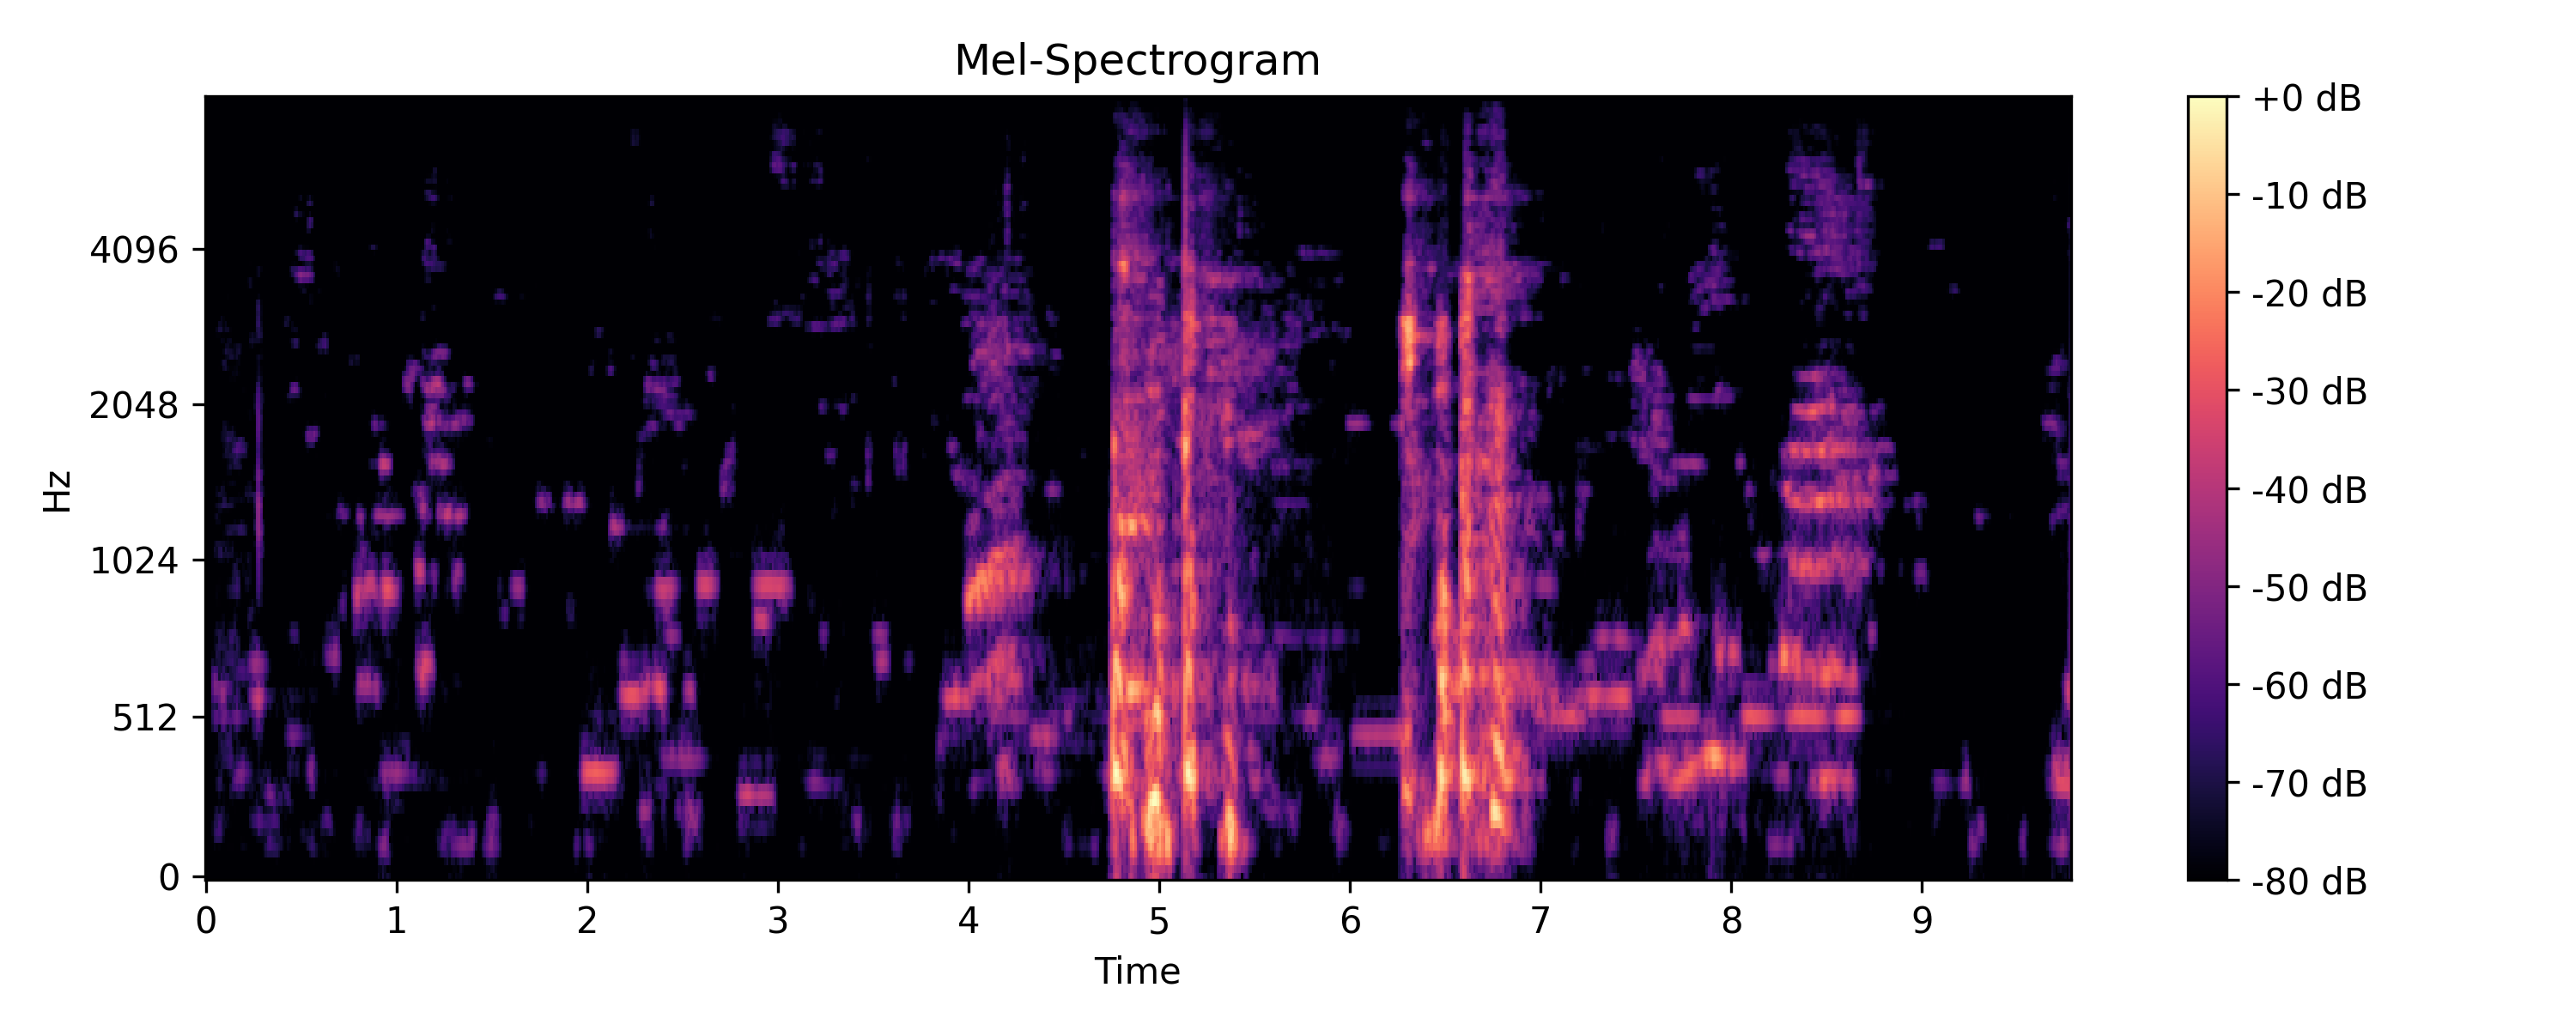 Mel-Spectrogram
+0 dB
-10 dB
-20 dB
-30 dB
-40 dB
-50 dB
-60 dB
-70 dB
-80 dB
4096
2048
1024
512
0
Hz
0 1 2 3 4 5 6 7 8 9
Time